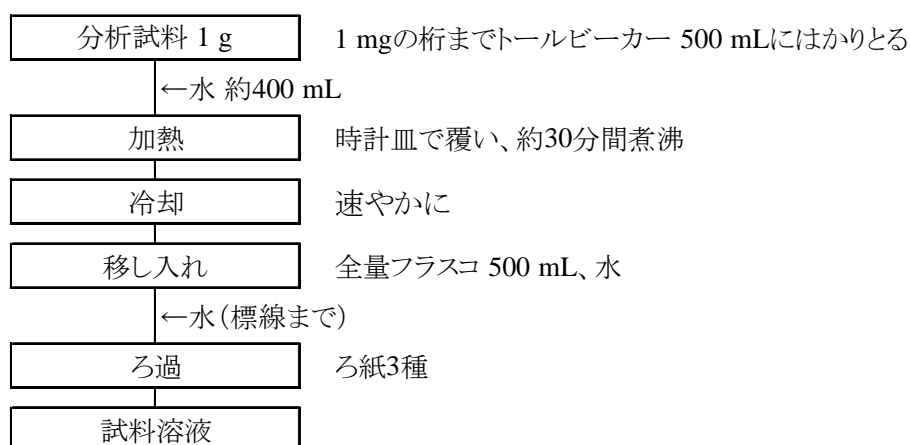 分析試料 1 g 1 mgの桁までトールビーカー 500 mLにはかりとる
←水 約400 mL
加熱 時計皿で覆い、約30分間煮沸
冷却 速やかに
移し入れ 全量フラスコ 500 mL、水
←水（標線まで）
ろ過 ろ紙3種
試料溶液